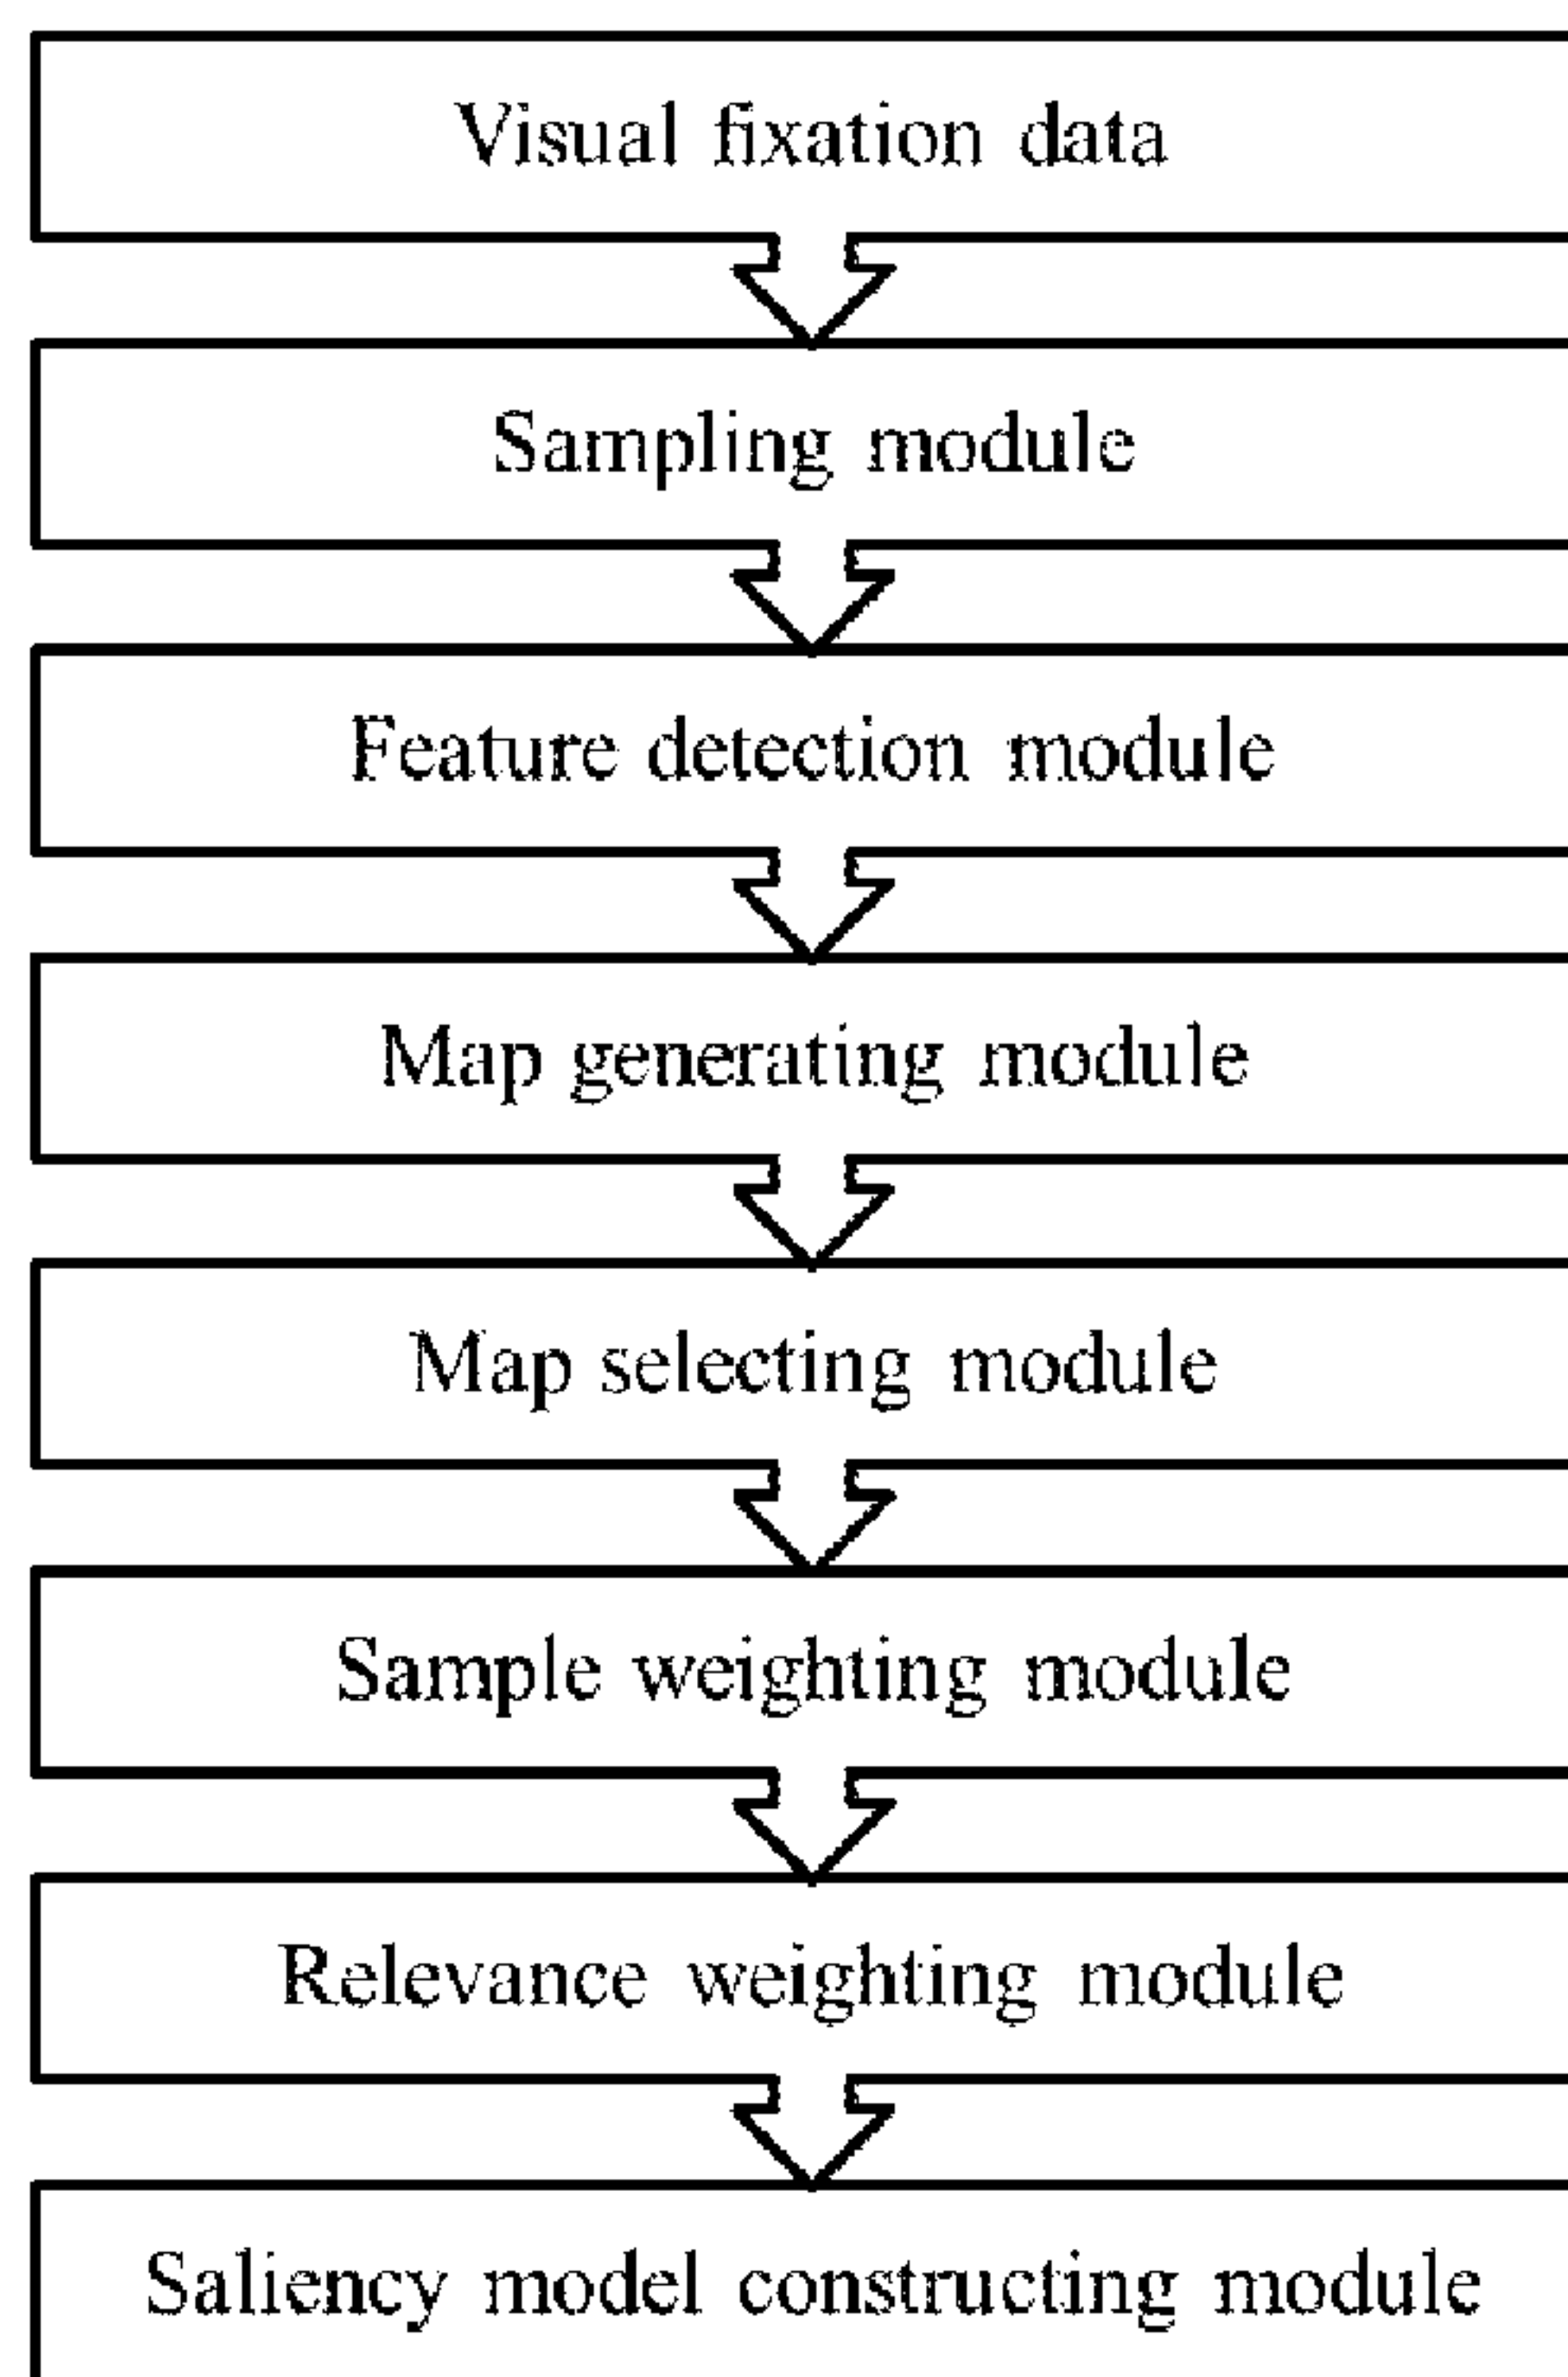 Visual fixation data
Sampling module
Feature detection module
Map generating module
Map selecting module
Sample weighting module
Relevance weighting module
Saliency model constructing module